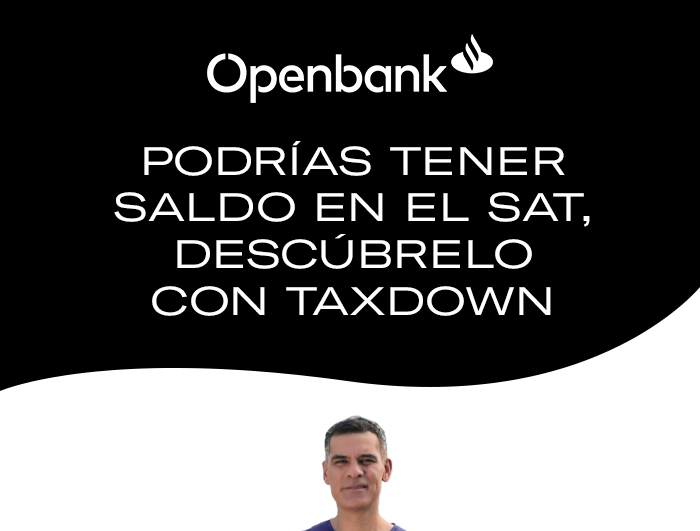 Openbank
PODRÍAS TENER
SALDO EN EL SAT,
DESCÚBRELO
CON TAXDOWN